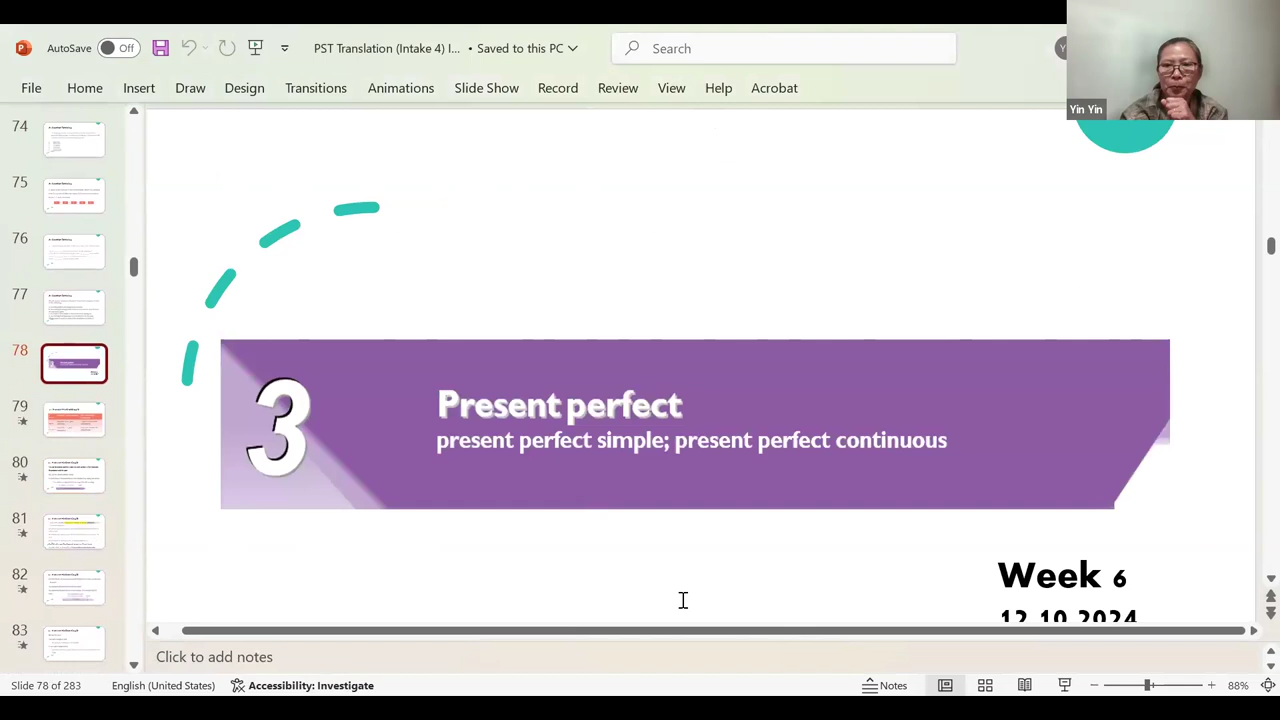 AutoSave Off PST Translation (Intake 4) I... • Saved to this PC Search
File Home Insert Draw Design Transitions Animations Slide Show Record Review View Help Acrobat
Yin Yin
74
75
76
77
78
79
80
81
82
83
3
Present perfect
present perfect simple; present perfect continuous
Week 6
12.10.2024
Click to add notes
Slide 78 of 283 English (United States) Accessibility: Investigate Notes 88%